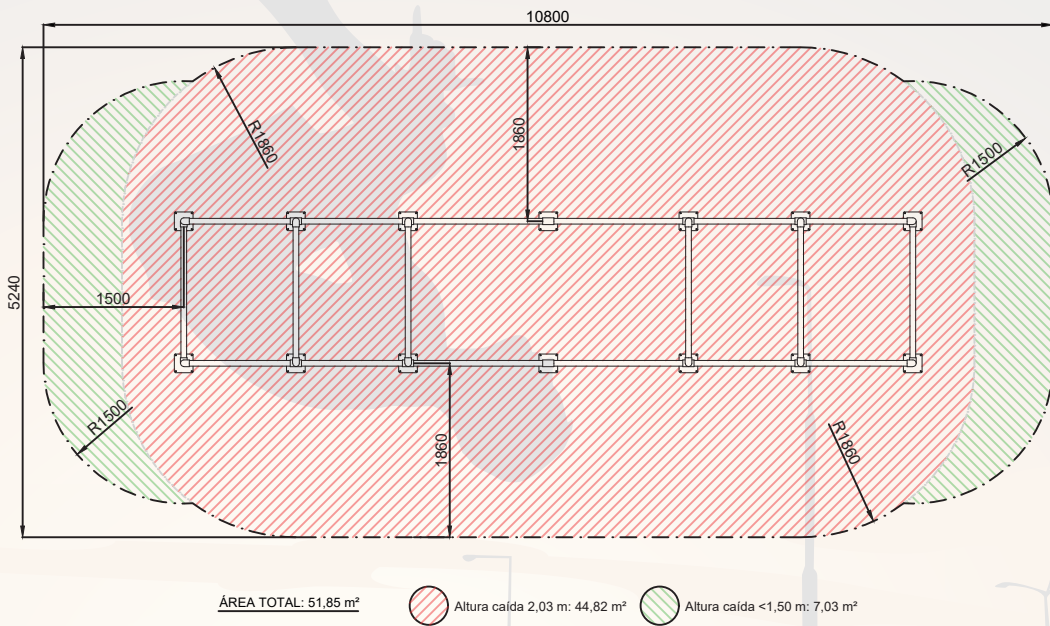 10800
R1860
1860
R1500
5240
1500
R1500
1860
R1860
ÁREA TOTAL: 51,85 m²
Altura caída 2,03 m: 44,82 m²
Altura caída <1,50 m: 7,03 m²